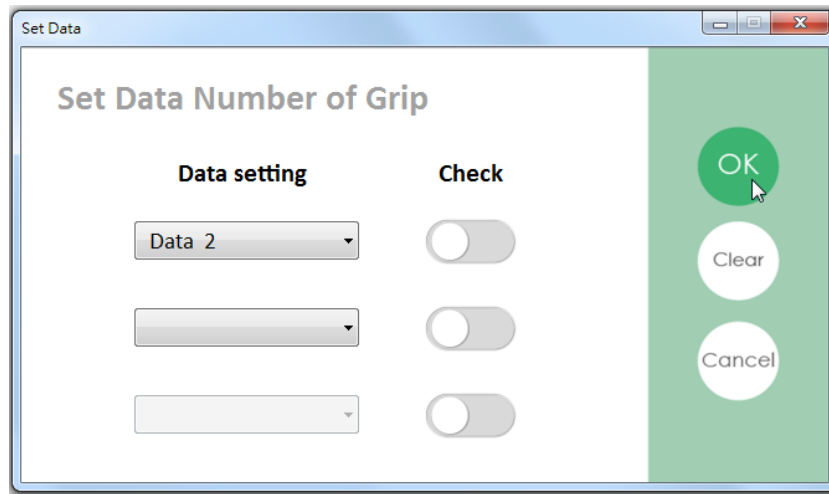 Set Data
Set Data Number of Grip
Data setting Check
Data 2
OK
Clear
Cancel